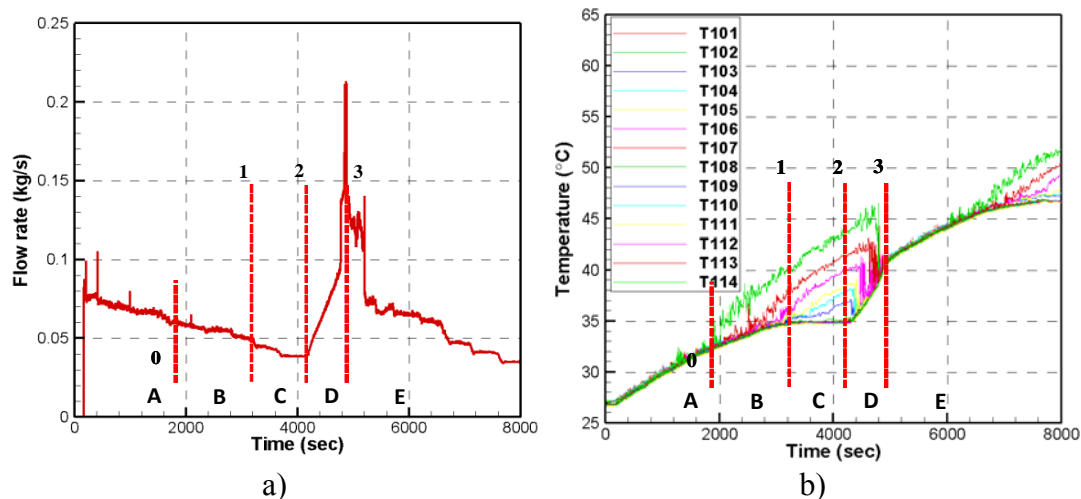 Flow rate (kg/s)
0.25
0.2
0.15
0.1
0.05
0
0
1
2
3
A B C D E
0 2000 4000 6000 8000
Time (sec)
a)
Temperature (°C)
65
60
55
50
45
40
35
30
25
T101
T102
T103
T104
T105
T106
T107
T108
T109
T110
T111
T112
T113
T114
0
1
2
3
A B C D E
0 2000 4000 6000 8000
Time (sec)
b)